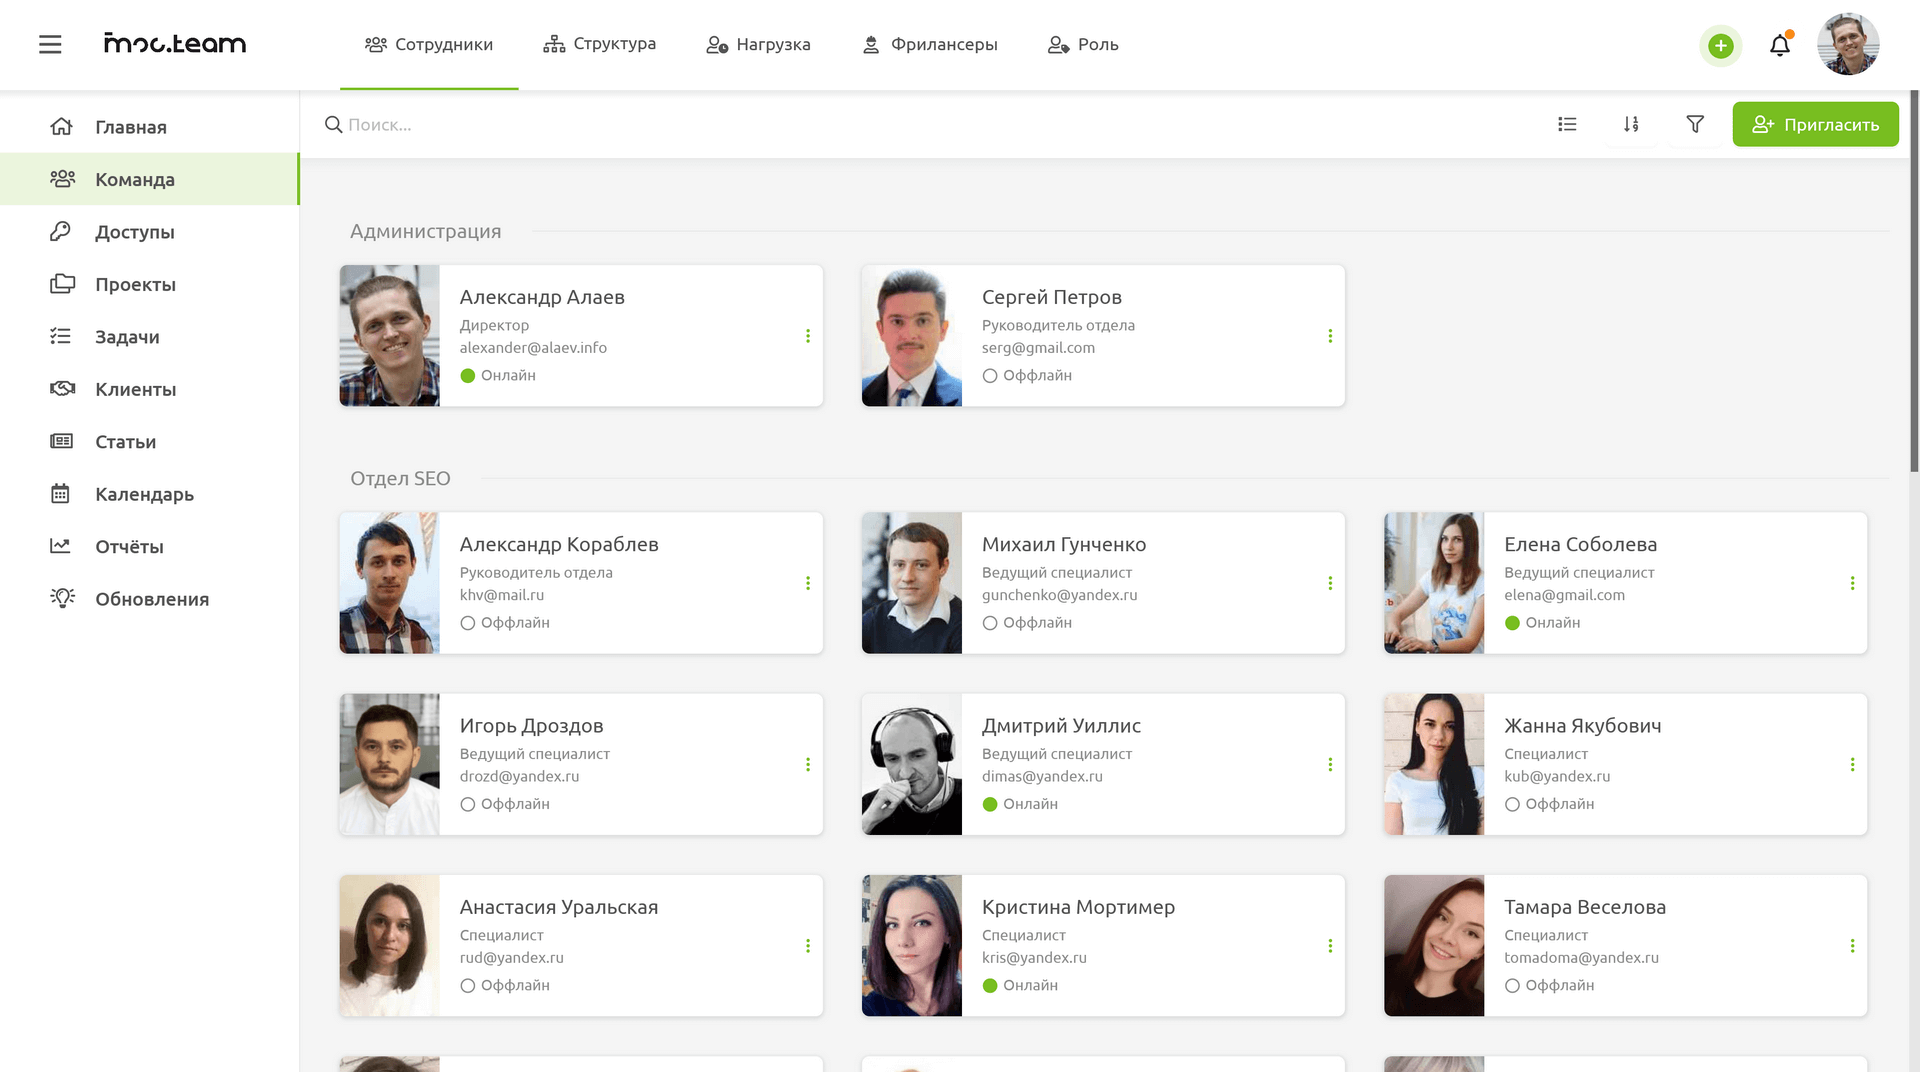 moc.team
Сотрудники
Структура
Нагрузка
Фрилансеры
Роль
Главная
Команда
Доступы
Проекты
Задачи
Клиенты
Статьи
Календарь
Отчёты
Обновления
Поиск...
Пригласить
Администрация
Александр Алаев
Директор
alexander@alaev.info
Онлайн
Сергей Петров
Руководитель отдела
serg@gmail.com
Оффлайн
Отдел SEO
Александр Кораблев
Руководитель отдела
khv@mail.ru
Оффлайн
Михаил Гунченко
Ведущий специалист
gunchenko@yandex.ru
Оффлайн
Елена Соболева
Ведущий специалист
elena@gmail.com
Онлайн
Игорь Дроздов
Ведущий специалист
drozd@yandex.ru
Оффлайн
Дмитрий Уиллис
Ведущий специалист
dimas@yandex.ru
Онлайн
Жанна Якубович
Специалист
kub@yandex.ru
Оффлайн
Анастасия Уральская
Специалист
rud@yandex.ru
Оффлайн
Кристина Мортимер
Специалист
kris@yandex.ru
Онлайн
Тамара Веселова
Специалист
tomadoma@yandex.ru
Оффлайн